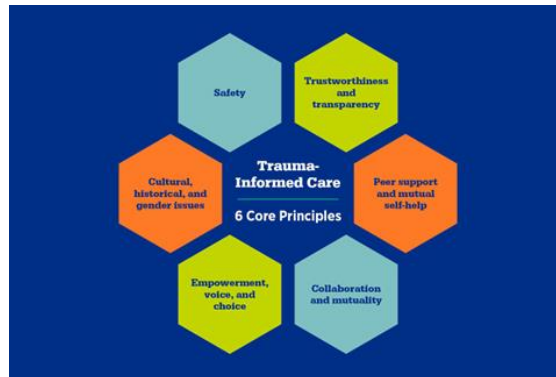 Safety
Trustworthiness
and
transparency
Cultural,
historical, and
gender issues
Trauma-
Informed Care
6 Core Principles
Peer support
and mutual
self-help
Empowerment,
voice, and
choice
Collaboration
and mutuality